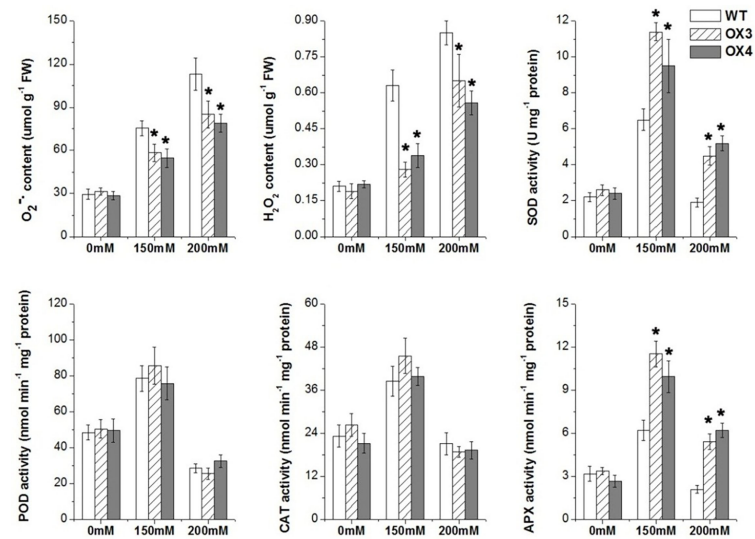 O2⁻· content (umol g-1 FW)
150
120
90
60
30
0
0mM 150mM 200mM
H2O2 content (umol g-1 FW)
0.90
0.75
0.60
0.45
0.30
0.15
0.00
0mM 150mM 200mM
SOD activity (U mg-1 protein)
12
10
8
6
4
2
0
0mM 150mM 200mM
WT
OX3
OX4
* * * *
* * * *
* * * *
POD activity (nmol min-1 mg-1 protein)
120
100
80
60
40
20
0
0mM 150mM 200mM
CAT activity (nmol min-1 mg-1 protein)
60
48
36
24
12
0
0mM 150mM 200mM
APX activity (nmol min-1 mg-1 protein)
15
12
9
6
3
0
0mM 150mM 200mM
* * * *